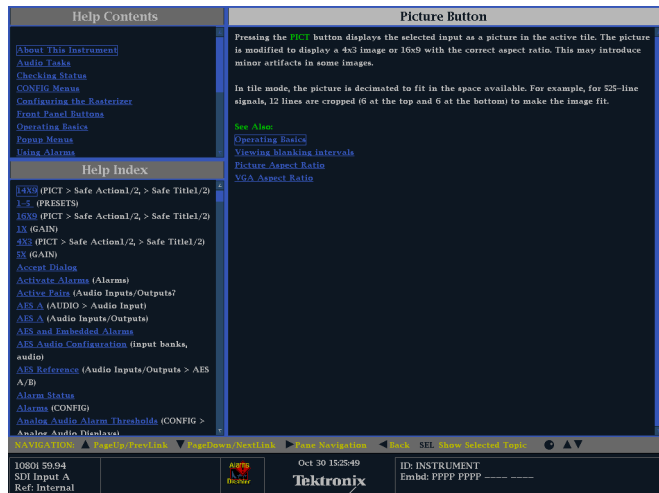 Help Contents
About This Instrument
Audio Tasks
Checking Status
CONFIG Menus
Configuring the Rasterizer
Front Panel Buttons
Operating Basics
Popup Menus
Using Alarms
Help Index
14X9 (PICT > Safe Action1/2, > Safe Title1/2)
1-5 (PRESETS)
16X9 (PICT > Safe Action1/2, > Safe Title1/2)
1X (GAIN)
4X3 (PICT > Safe Action1/2, > Safe Title1/2)
5X (GAIN)
Accept Dialog
Activate Alarms (Alarms)
Active Pairs (Audio Inputs/Outputs?
AES A (AUDIO > Audio Input)
AES A (Audio Inputs/Outputs)
AES and Embedded Alarms
AES Audio Configuration (input banks,
audio)
AES Reference (Audio Inputs/Outputs > AES
A/B)
Alarm Status
Alarms (CONFIG)
Analog Audio Alarm Thresholds (CONFIG >
Analog Audio Displays)
Picture Button
Pressing the PICT button displays the selected input as a picture in the active tile. The picture
is modified to display a 4x3 image or 16x9 with the correct aspect ratio. This may introduce
minor artifacts in some images.
In tile mode, the picture is decimated to fit in the space available. For example, for 525-line
signals, 12 lines are cropped (6 at the top and 6 at the bottom) to make the image fit.
See Also:
Operating Basics
Viewing blanking intervals
Picture Aspect Ratio
VGA Aspect Ratio
NAVIGATION: ▲ PageUp/PrevLink ▼ PageDown/NextLink ▶ Pane Navigation ◀ Back SEL Show Selected Topic ▲▼
1080i 59.94
SDI Input A
Ref: Internal
Alarms
Disabler
Oct 30 15:25:49
Tektronix
ID: INSTRUMENT
Embd: PPPP PPPP ---- ----